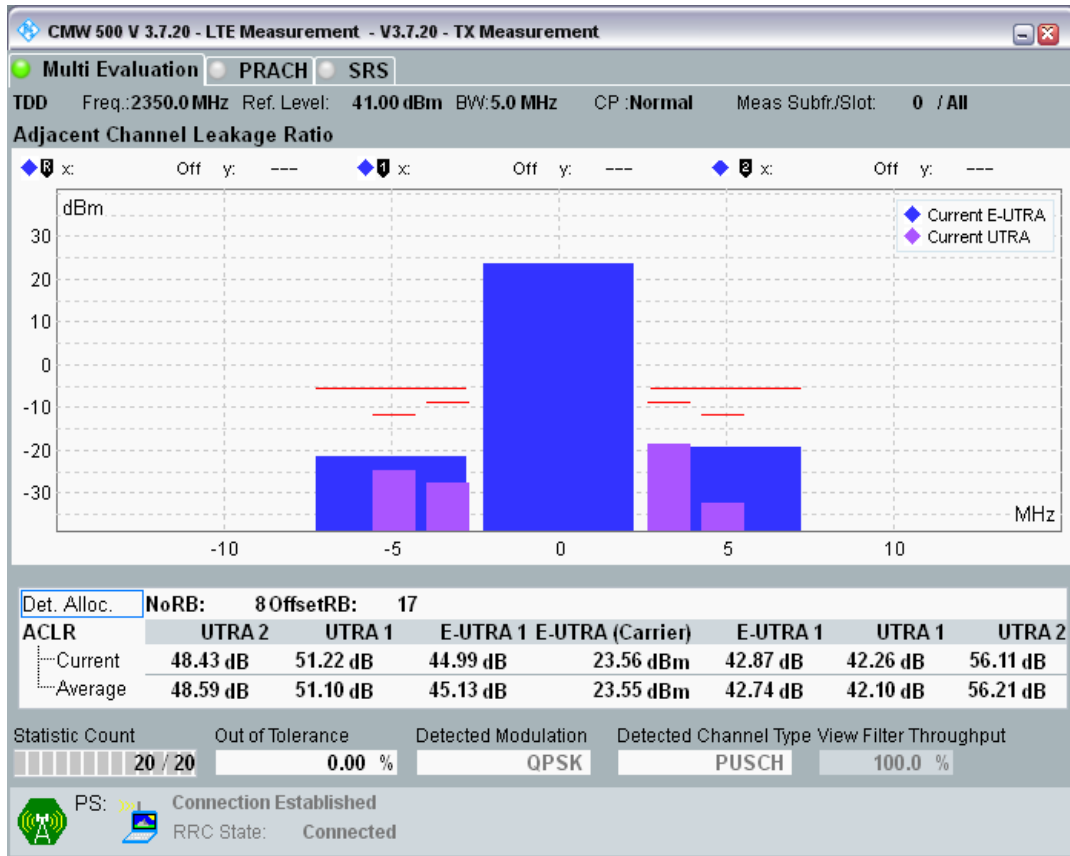 CMW 500 V 3.7.20 - LTE Measurement - V3.7.20 - TX Measurement
Multi Evaluation PRACH SRS
TDD Freq.:2350.0 MHz Ref. Level: 41.00 dBm BW:5.0 MHz CP :Normal Meas Subfr./Slot: 0 / All
Adjacent Channel Leakage Ratio
R x: Off y: --- 1 x: Off y: --- 2 x: Off y: ---
dBm
Current E-UTRA
Current UTRA
30
20
10
0
-10
-20
-30
MHz
-10 -5 0 5 10
Det. Alloc. NoRB: 8 OffsetRB: 17
ACLR UTRA 2 UTRA 1 E-UTRA 1 E-UTRA (Carrier) E-UTRA 1 UTRA 1 UTRA 2
Current 48.43 dB 51.22 dB 44.99 dB 23.56 dBm 42.87 dB 42.26 dB 56.11 dB
Average 48.59 dB 51.10 dB 45.13 dB 23.55 dBm 42.74 dB 42.10 dB 56.21 dB
Statistic Count Out of Tolerance Detected Modulation Detected Channel Type View Filter Throughput
20 / 20 0.00 % QPSK PUSCH 100.0 %
PS: Connection Established
RRC State: Connected